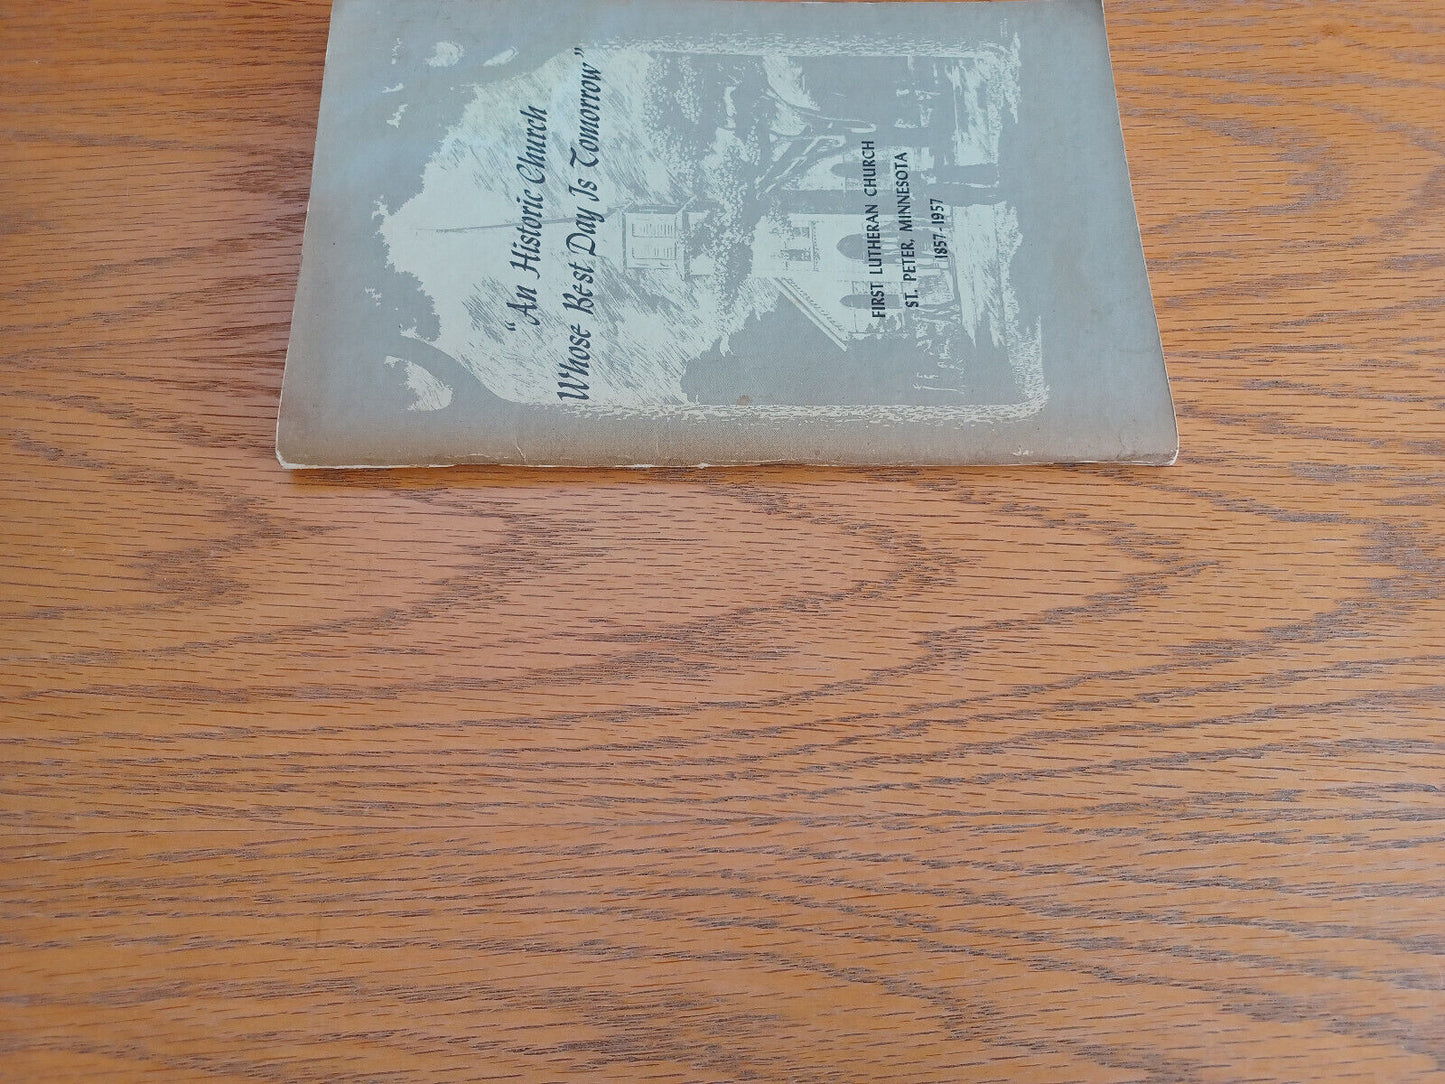 "An Historic Church
Whose Best Day Is Tomorrow"
FIRST LUTHERAN CHURCH
ST. PETER, MINNESOTA
1857-1957